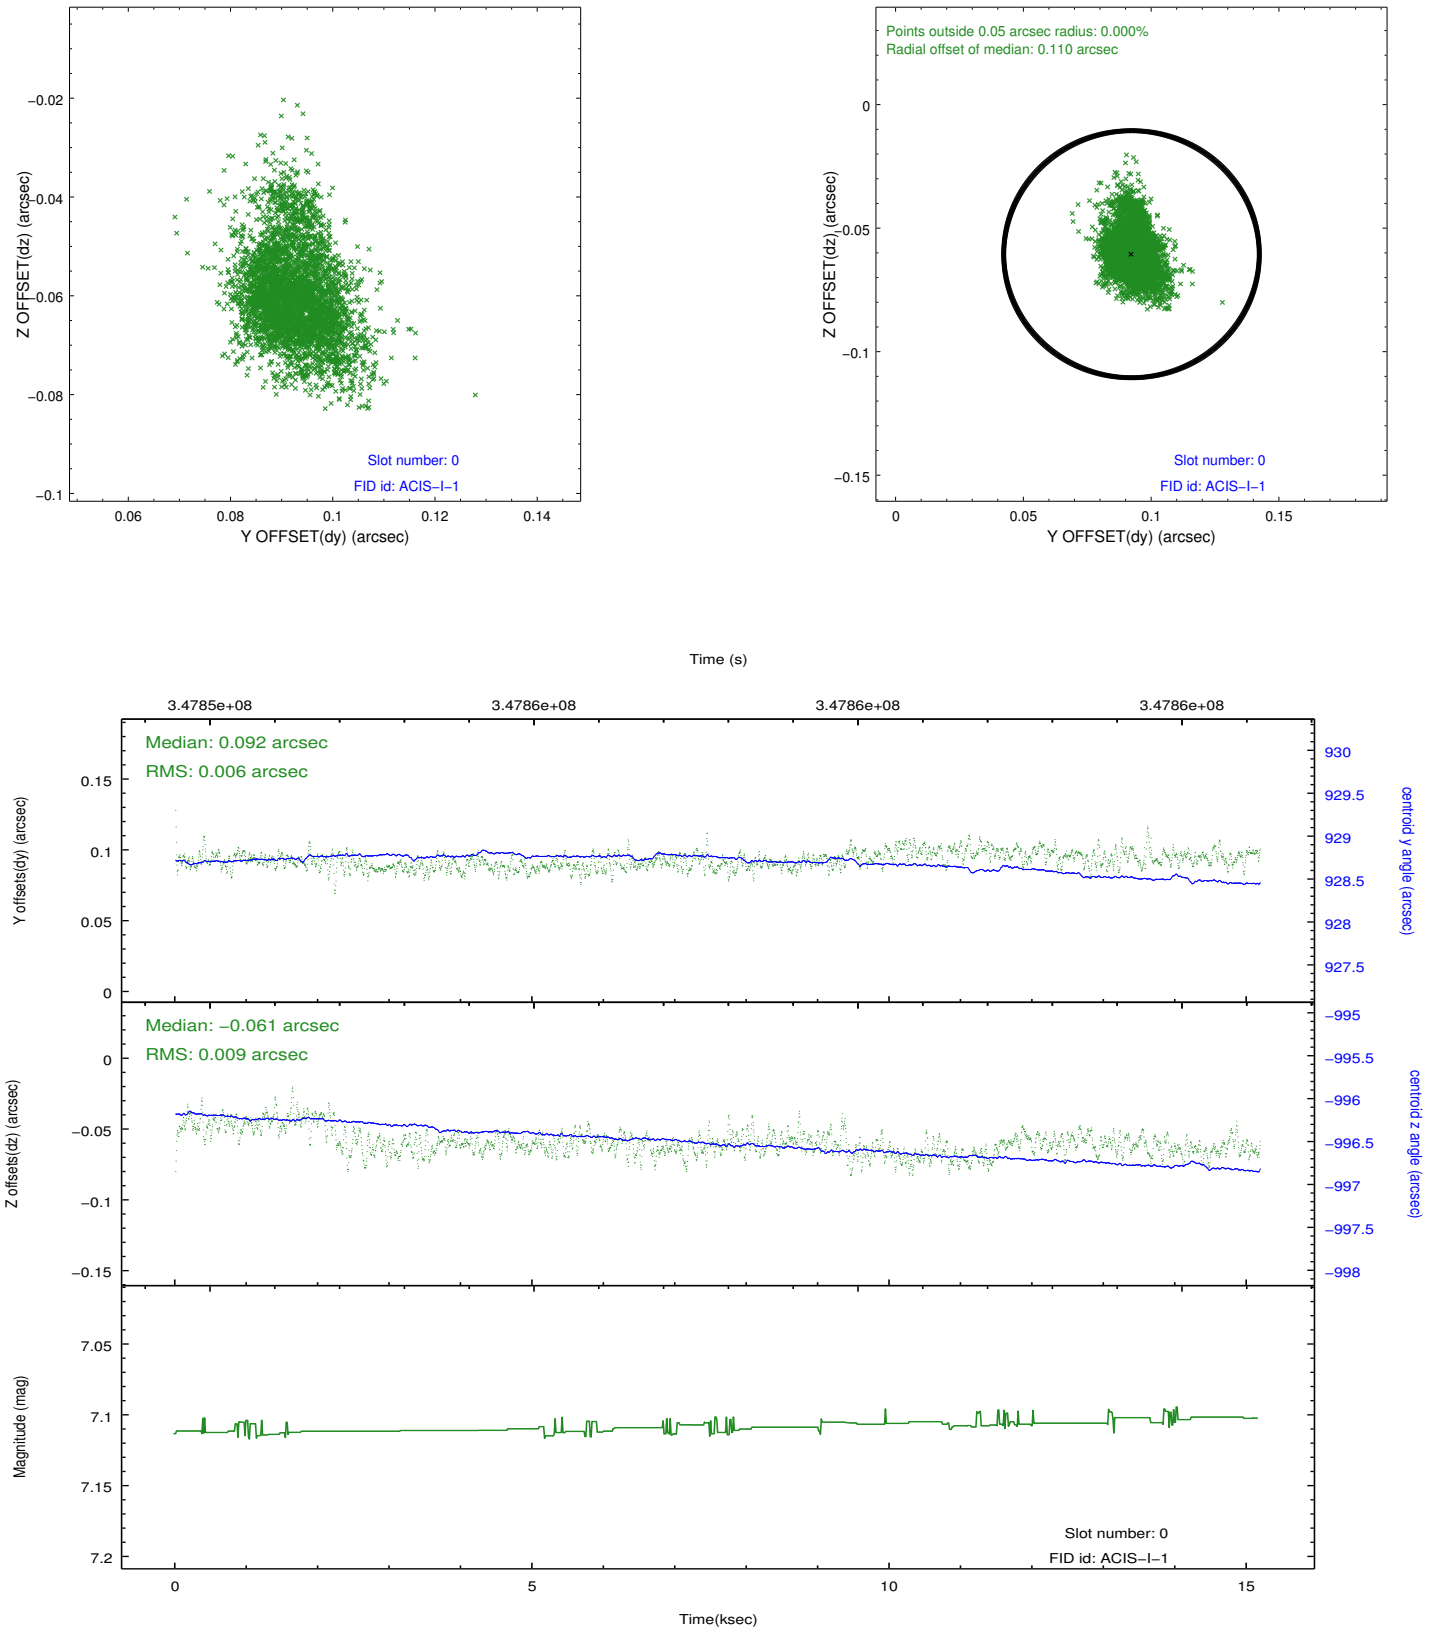 −0.02
−0.04
−0.06
−0.08
−0.1
Z OFFSET(dz) (arcsec)
0.06 0.08 0.1 0.12 0.14
Y OFFSET(dy) (arcsec)
Slot number: 0
FID id: ACIS−I−1
Points outside 0.05 arcsec radius: 0.000%
Radial offset of median: 0.110 arcsec
0
−0.05
−0.1
−0.15
Z OFFSET(dz) (arcsec)
0 0.05 0.1 0.15
Y OFFSET(dy) (arcsec)
Slot number: 0
FID id: ACIS−I−1
Time (s)
3.4785e+08 3.4786e+08 3.4786e+08 3.4786e+08
Median: 0.092 arcsec
RMS: 0.006 arcsec
0.15
0.1
0.05
0
Y offsets(dy) (arcsec)
930
929.5
929
928.5
928
927.5
centroid y angle (arcsec)
Median: −0.061 arcsec
RMS: 0.009 arcsec
0
−0.05
−0.1
−0.15
Z offsets(dz) (arcsec)
−995
−995.5
−996
−996.5
−997
−997.5
−998
centroid z angle (arcsec)
7.05
7.1
7.15
7.2
Magnitude (mag)
Slot number: 0
FID id: ACIS−I−1
0 5 10 15
Time(ksec)